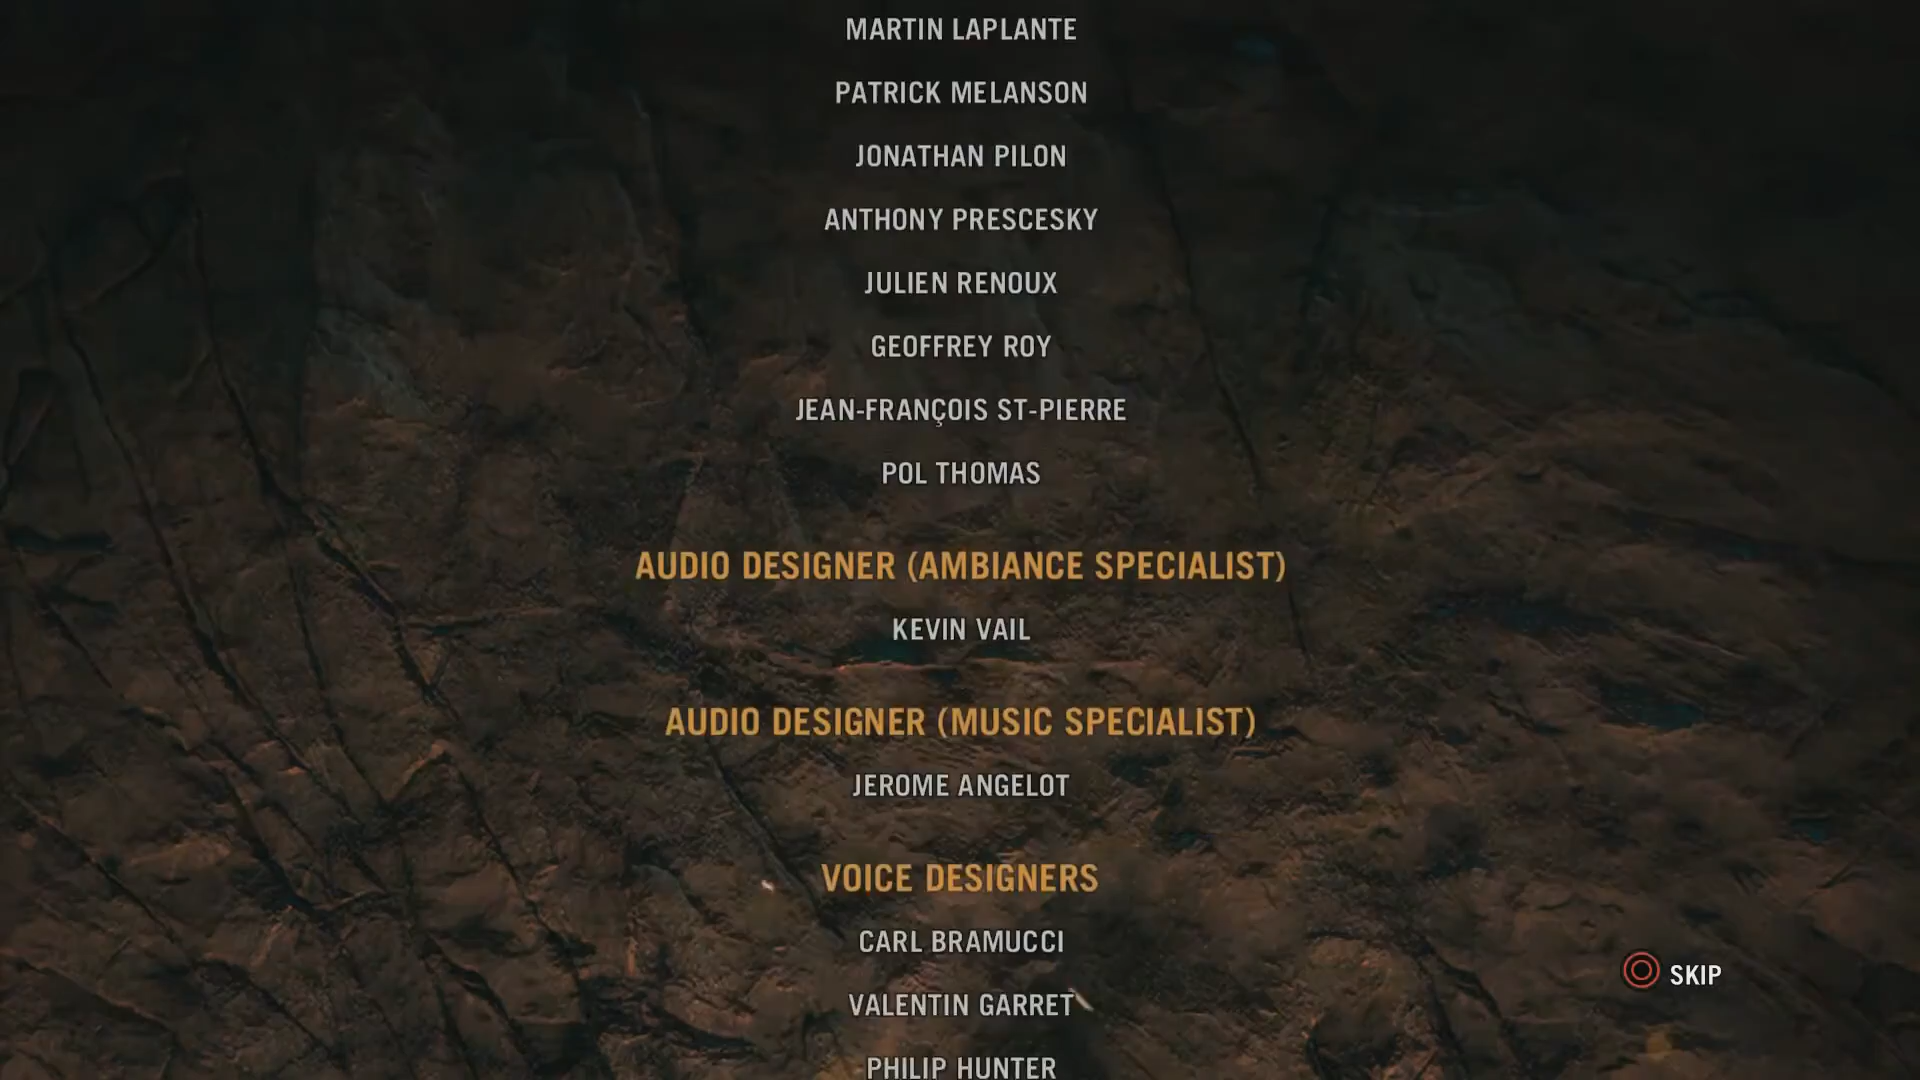 MARTIN LAPLANTE
PATRICK MELANSON
JONATHAN PILON
ANTHONY PRESCESKY
JULIEN RENOUX
GEOFFREY ROY
JEAN-FRANÇOIS ST-PIERRE
POL THOMAS
AUDIO DESIGNER (AMBIANCE SPECIALIST)
KEVIN VAIL
AUDIO DESIGNER (MUSIC SPECIALIST)
JEROME ANGELOT
VOICE DESIGNERS
CARL BRAMUCCI
VALENTIN GARRET
PHILIP HUNTER
SKIP